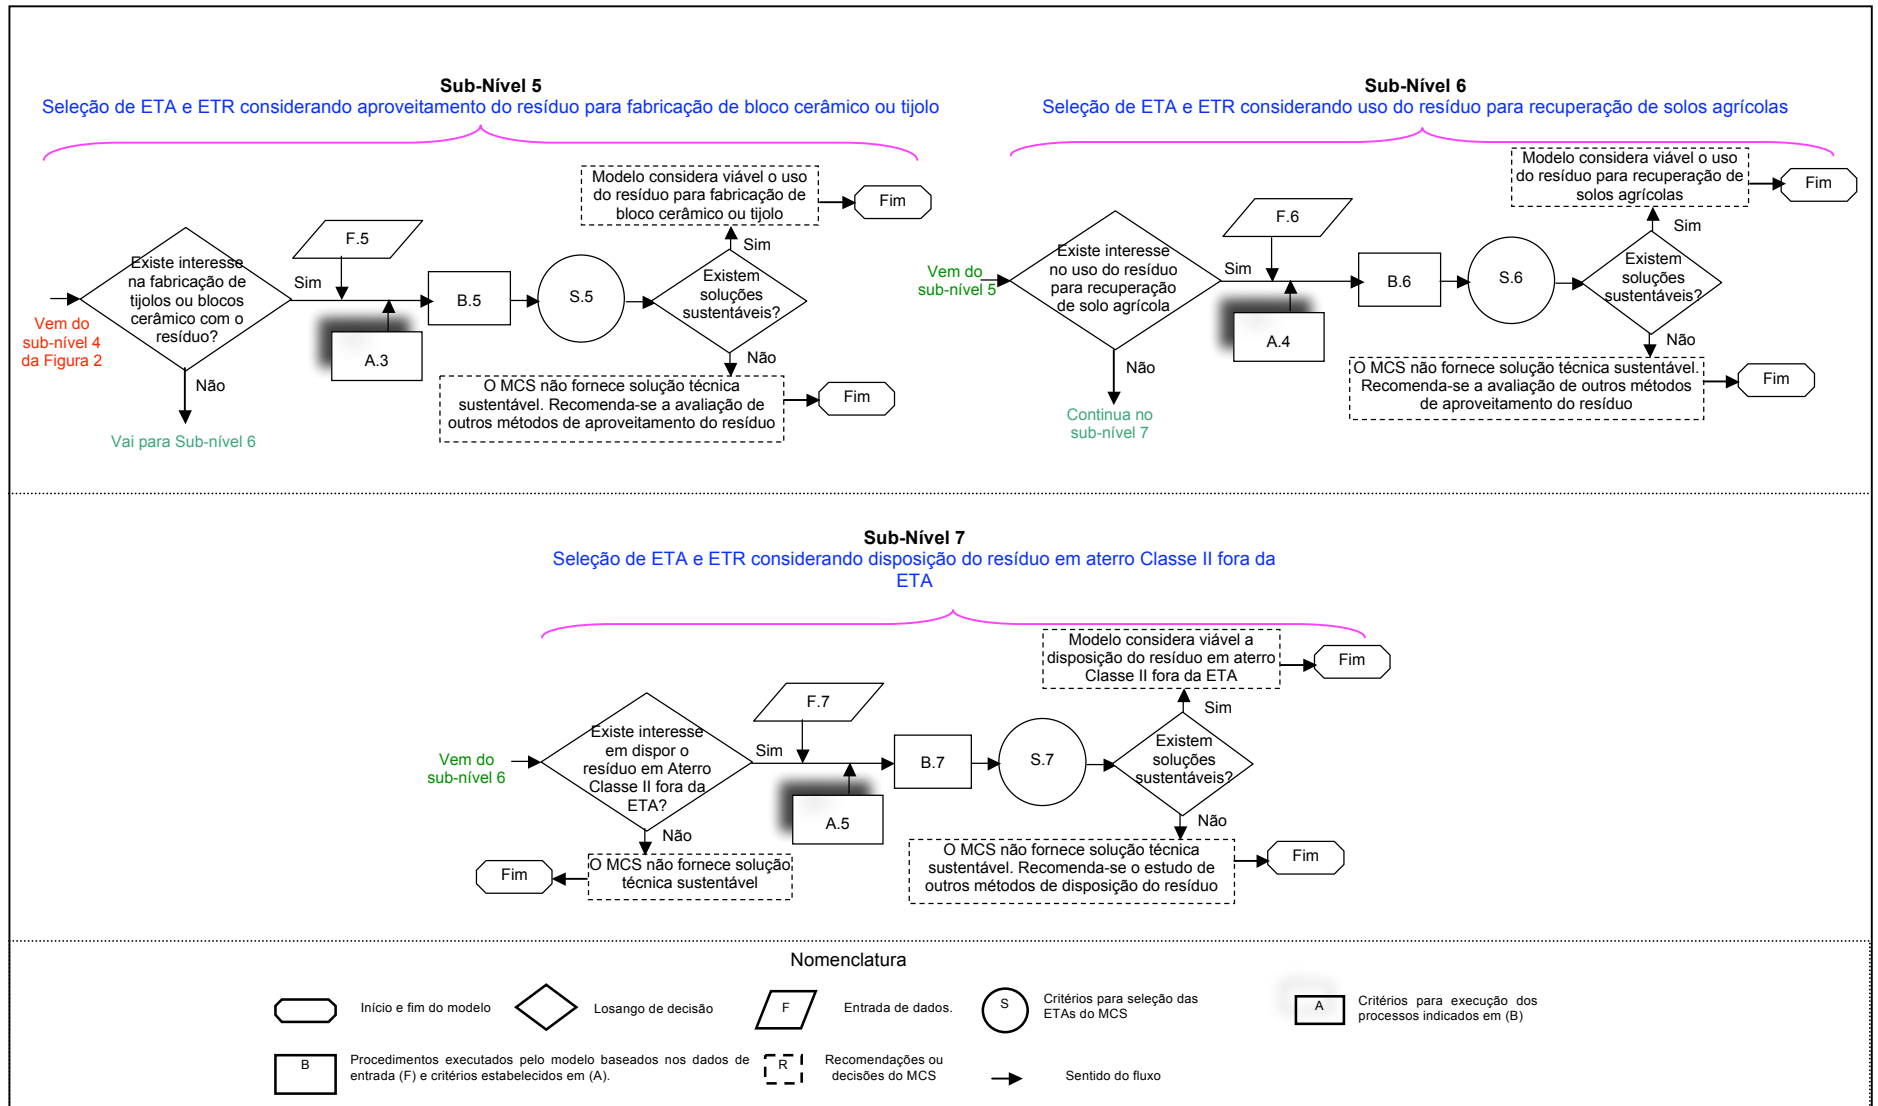 Sub-Nível 5
Seleção de ETA e ETR considerando aproveitamento do resíduo para fabricação de bloco cerâmico ou tijolo
Modelo considera viável o uso
do resíduo para fabricação de
bloco cerâmico ou tijolo
Fim
F.5
Sim
Existe interesse
na fabricação de
tijolos ou blocos
cerâmico com o
resíduo?
Sim
B.5
S.5
Existem
soluções
sustentáveis?
Vem do
sub-nível 4
da Figura 2
A.3
Não
Não
O MCS não fornece solução técnica
sustentável. Recomenda-se a avaliação de
outros métodos de aproveitamento do resíduo
Fim
Vai para Sub-nível 6
Sub-Nível 6
Seleção de ETA e ETR considerando uso do resíduo para recuperação de solos agrícolas
Modelo considera viável o uso
do resíduo para recuperação de
solos agrícolas
Fim
F.6
Sim
Existe interesse
no uso do resíduo
para recuperação
de solo agrícola
Sim
Vem do
sub-nível 5
B.6
S.6
Existem
soluções
sustentáveis?
A.4
Não
Não
O MCS não fornece solução técnica sustentável.
Recomenda-se a avaliação de outros métodos
de aproveitamento do resíduo
Fim
Continua no
sub-nível 7
Sub-Nível 7
Seleção de ETA e ETR considerando disposição do resíduo em aterro Classe II fora da
ETA
Modelo considera viável a
disposição do resíduo em aterro
Classe II fora da ETA
Fim
F.7
Sim
Existe interesse
em dispor o
resíduo em Aterro
Classe II fora da
ETA?
Sim
Vem do
sub-nível 6
B.7
S.7
Existem
soluções
sustentáveis?
A.5
Não
Não
O MCS não fornece solução
técnica sustentável
Fim
O MCS não fornece solução técnica
sustentável. Recomenda-se o estudo de
outros métodos de disposição do resíduo
Fim
Nomenclatura
Início e fim do modelo
Losango de decisão
F
Entrada de dados.
S
Critérios para seleção das
ETAs do MCS
A
Critérios para execução dos
processos indicados em (B)
B
Procedimentos executados pelo modelo baseados nos dados de
entrada (F) e critérios estabelecidos em (A).
R
Recomendações ou
decisões do MCS
Sentido do fluxo